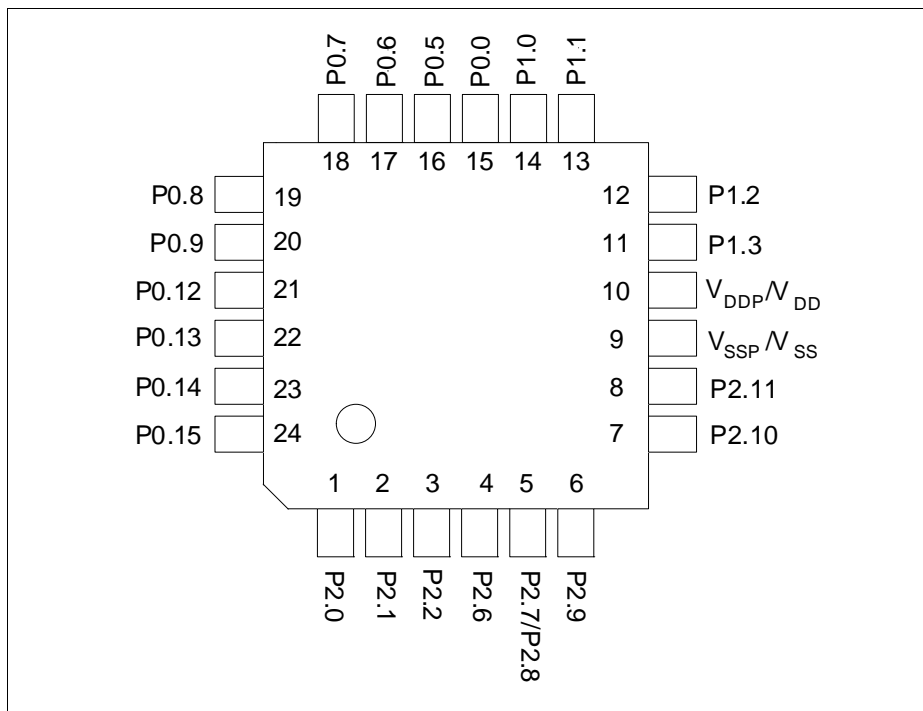 P0.7 P0.6 P0.5 P0.0 P1.0 P1.1
18 17 16 15 14 13
P0.8 19 12 P1.2
P0.9 20 11 P1.3
P0.12 21 10 VDDP/VDD
P0.13 22 9 VSSP/VSS
P0.14 23 8 P2.11
P0.15 24 7 P2.10
1 2 3 4 5 6
P2.0 P2.1 P2.2 P2.6 P2.7/P2.8 P2.9